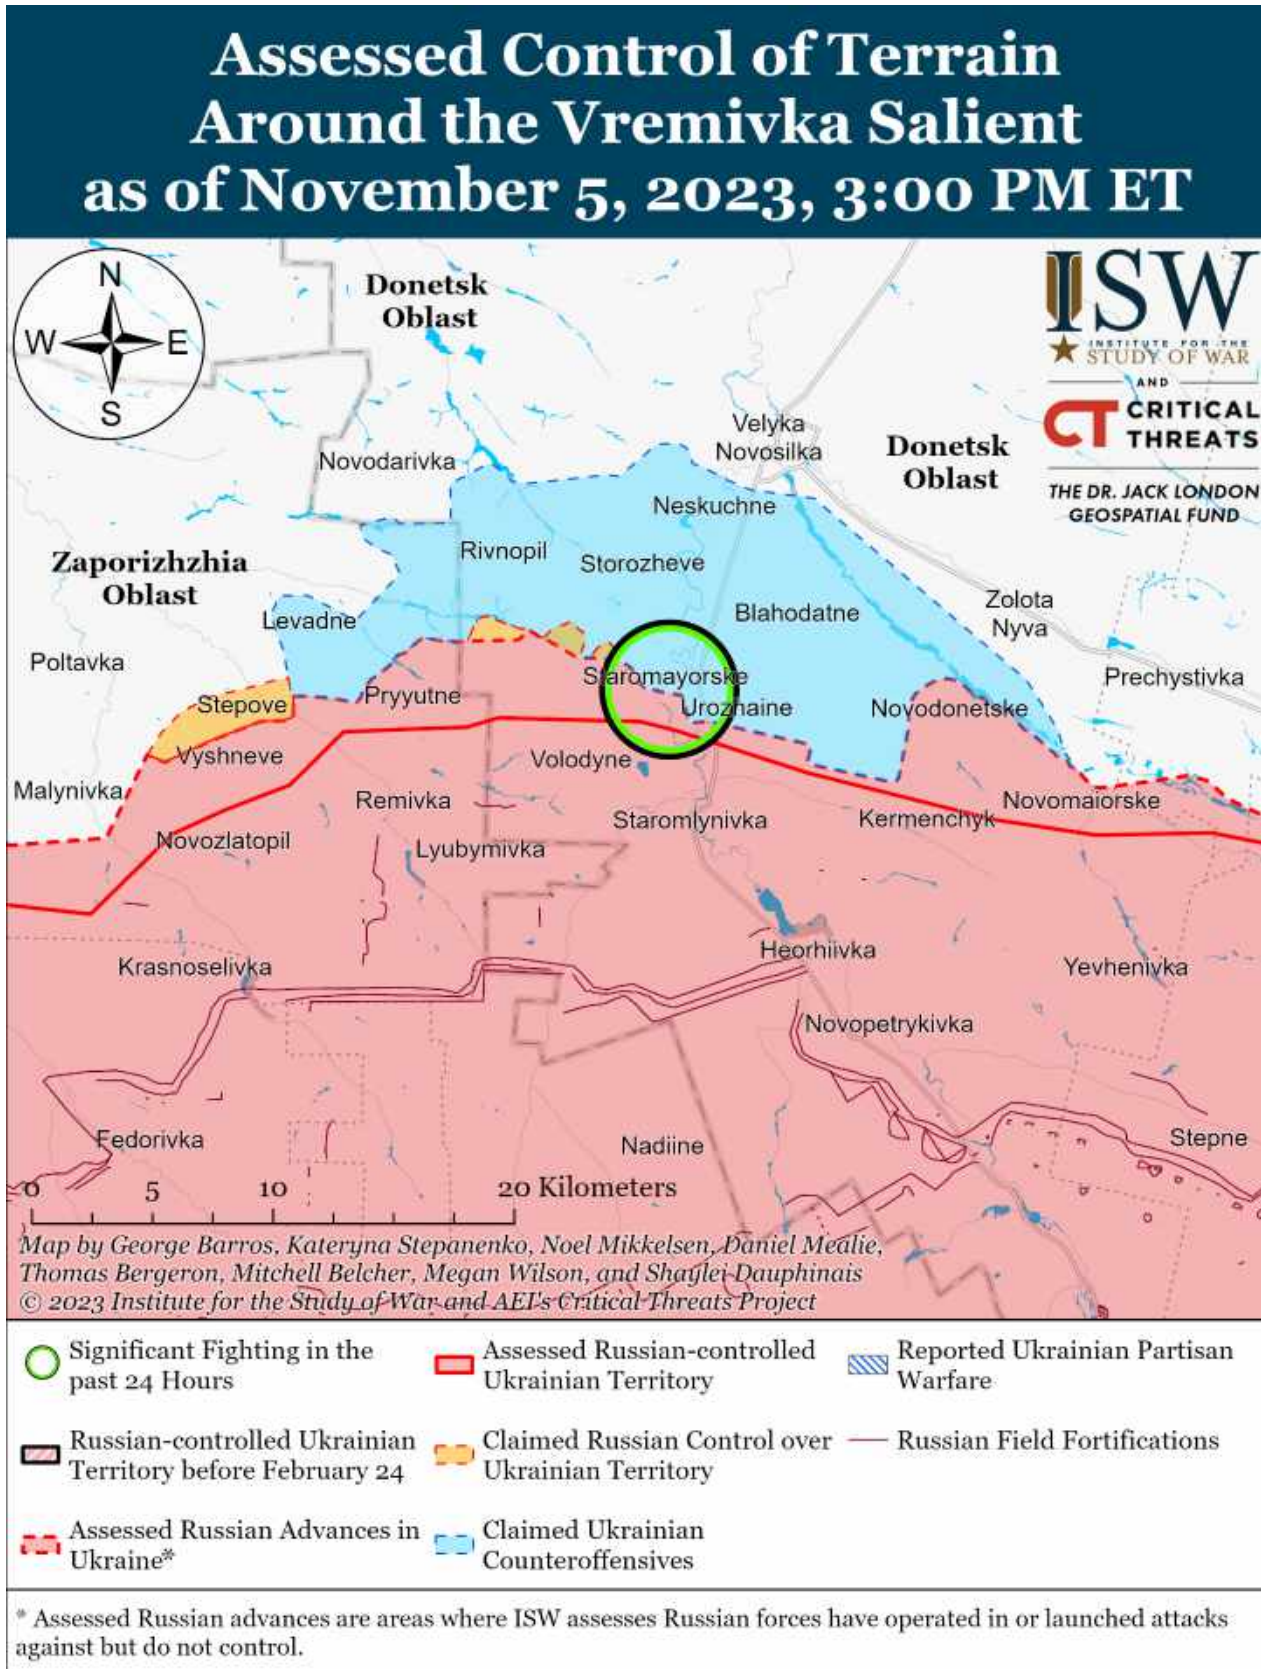 Assessed Control of Terrain
Around the Vremivka Salient
as of November 5, 2023, 3:00 PM ET
N
W
E
S
Donetsk
Oblast
ISW
INSTITUTE FOR THE
STUDY OF WAR
AND
CT CRITICAL
THREATS
THE DR. JACK LONDON
GEOSPATIAL FUND
Velyka
Novosilka
Donetsk
Oblast
Novodarivka
Neskuchne
Rivnopil
Storozheve
Zaporizhzhia
Oblast
Levadne
Blahodatne
Zolota
Nyva
Poltavka
Staromayorske
Prechystivka
Stepove
Pryyutne
Urozhaine
Novodonetske
Vyshneve
Volodyne
Malynivka
Remivka
Novomaiorske
Staromlynivka
Kermenchyk
Novozlatopil
Lyubymivka
Heorhiivka
Krasnoselivka
Yevhenivka
Novopetrykivka
Fedorivka
Nadiine
Stepne
0 5 10 20 Kilometers
Map by George Barros, Kateryna Stepanenko, Noel Mikkelsen, Daniel Mealie,
Thomas Bergeron, Mitchell Belcher, Megan Wilson, and Shaylei Dauphinais
© 2023 Institute for the Study of War and AEI's Critical Threats Project
Significant Fighting in the
past 24 Hours
Assessed Russian-controlled
Ukrainian Territory
Reported Ukrainian Partisan
Warfare
Russian-controlled Ukrainian
Territory before February 24
Claimed Russian Control over
Ukrainian Territory
Russian Field Fortifications
Assessed Russian Advances in
Ukraine*
Claimed Ukrainian
Counteroffensives
* Assessed Russian advances are areas where ISW assesses Russian forces have operated in or launched attacks
against but do not control.